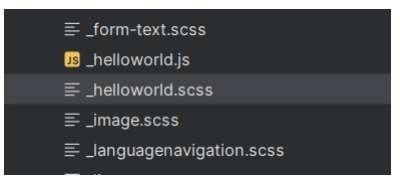 _form-text.scss
JS _helloworld.js
_helloworld.scss
_image.scss
_languagenavigation.scss